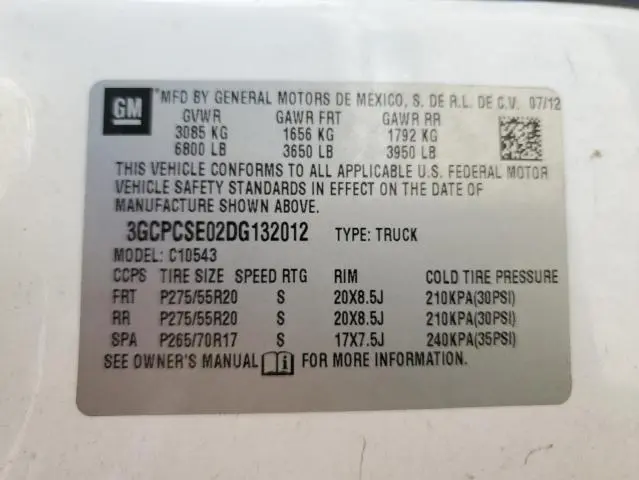 GM
*MFD BY GENERAL MOTORS DE MEXICO, S. DE R.L. DE C.V. 07/12
GVWR GAWR FRT GAWR RR
3085 KG 1656 KG 1792 KG
6800 LB 3650 LB 3950 LB
THIS VEHICLE CONFORMS TO ALL APPLICABLE U.S. FEDERAL MOTOR
VEHICLE SAFETY STANDARDS IN EFFECT ON THE DATE OF
MANUFACTURE SHOWN ABOVE.
3GCPCSE02DG132012 TYPE: TRUCK
MODEL: C10543
CCPS TIRE SIZE SPEED RTG RIM COLD TIRE PRESSURE
FRT P275/55R20 S 20X8.5J 210KPA(30PSI)
RR P275/55R20 S 20X8.5J 210KPA(30PSI)
SPA P265/70R17 S 17X7.5J 240KPA(35PSI)
SEE OWNER'S MANUAL i FOR MORE INFORMATION.